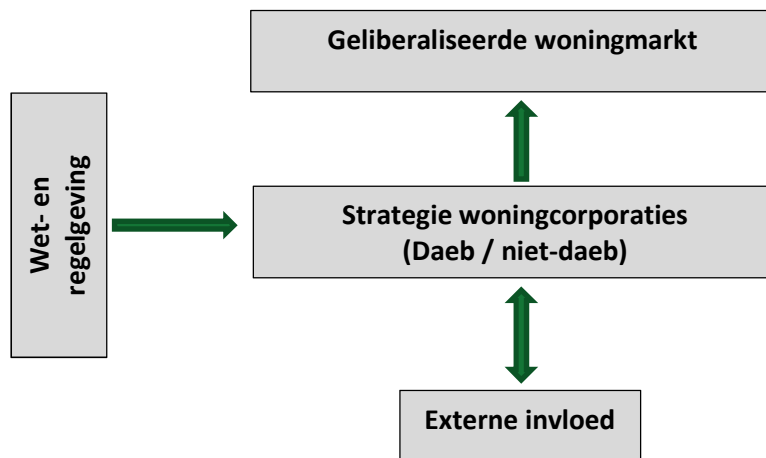 Geliberaliseerde woningmarkt
Wet- en
regelgeving
Strategie woningcorporaties
(Daeb / niet-daeb)
Externe invloed